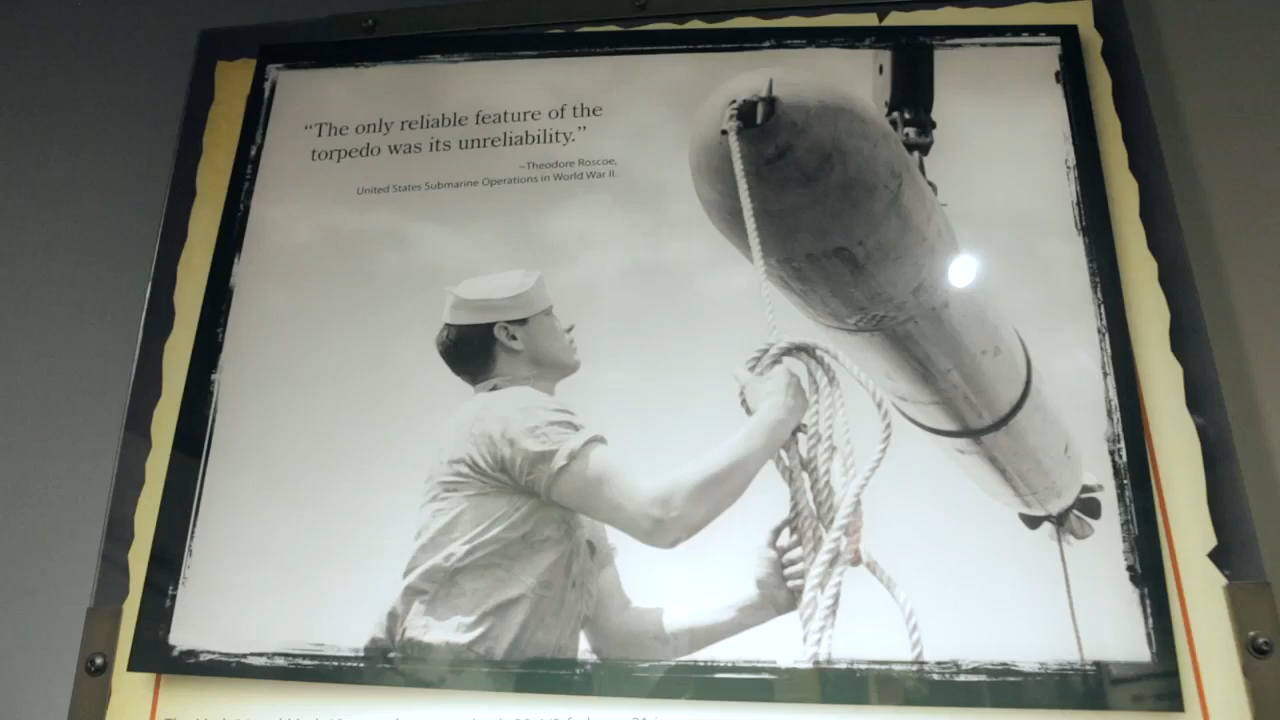 “The only reliable feature of the
torpedo was its unreliability.”
–Theodore Roscoe,
United States Submarine Operations in World War II.